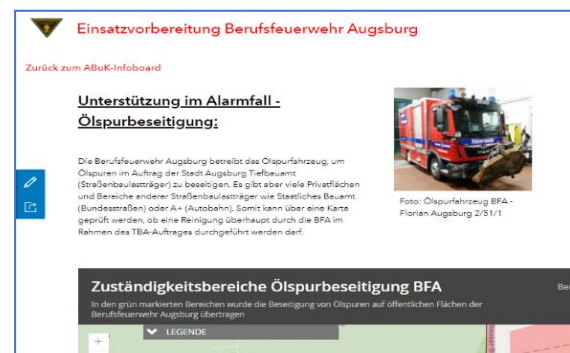 Einsatzvorbereitung Berufsfeuerwehr Augsburg
Zurück zum ABuK-Infoboard
Unterstützung im Alarmfall -
Ölspurbeseitigung:
Die Berufsfeuerwehr Augsburg betreibt das Ölspurfahrzeug, um
Ölspuren im Auftrag der Stadt Augsburg Tiefbauamt
(Straßenbaulastträger) zu beseitigen. Es gibt aber viele Privatflächen
und Bereiche anderer Straßenbaulastträger wie Staatliches Bauamt
(Bundesstraßen) oder A+ (Autobahn). Somit kann über eine Karte
geprüft werden, ob eine Reinigung überhaupt durch die BFA im
Rahmen des TBA-Auftrages durchgeführt werden darf.
Foto: Ölspurfahrzeug BFA -
Florian Augsburg 2/51/1
Zuständigkeitsbereiche Ölspurbeseitigung BFA
In den grün markierten Bereichen wurde die Beseitigung von Ölspuren auf öffentlichen Flächen der
Berufsfeuerwehr Augsburg übertragen
LEGENDE